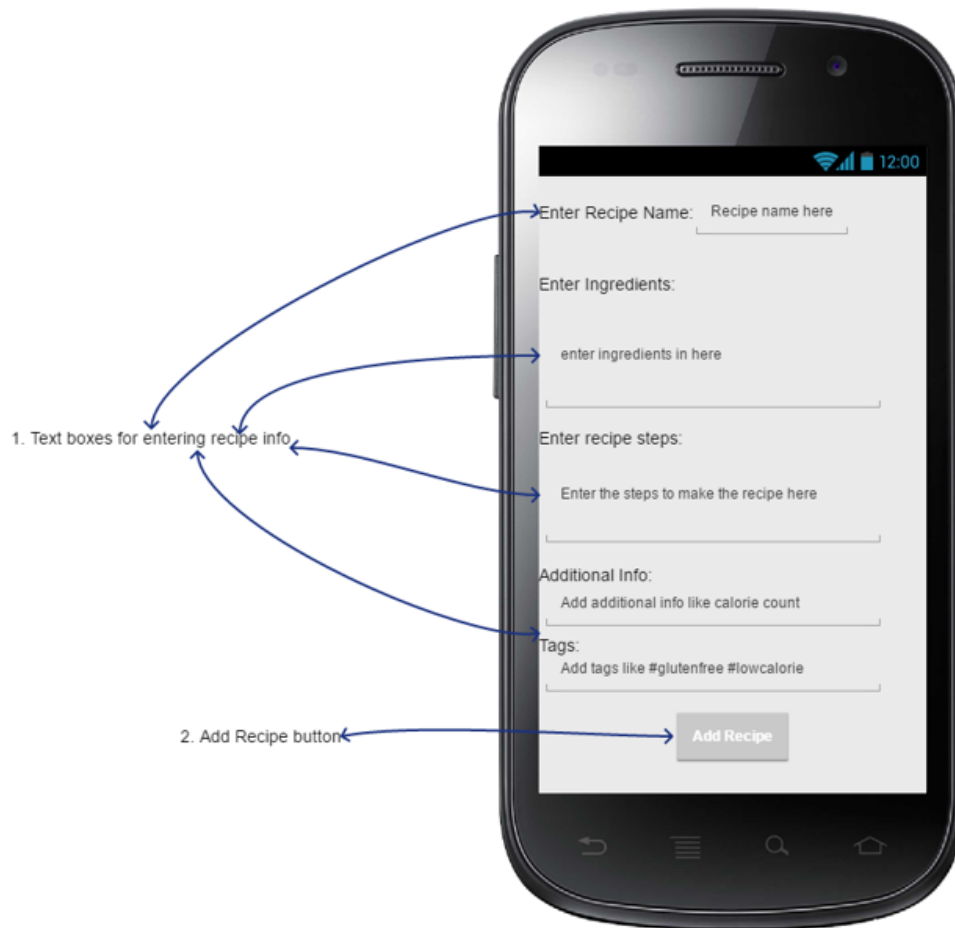 12:00
Enter Recipe Name: Recipe name here
Enter Ingredients:
enter ingredients in here
1. Text boxes for entering recipe info
Enter recipe steps:
Enter the steps to make the recipe here
Additional Info:
Add additional info like calorie count
Tags:
Add tags like #glutenfree #lowcalorie
2. Add Recipe button
Add Recipe